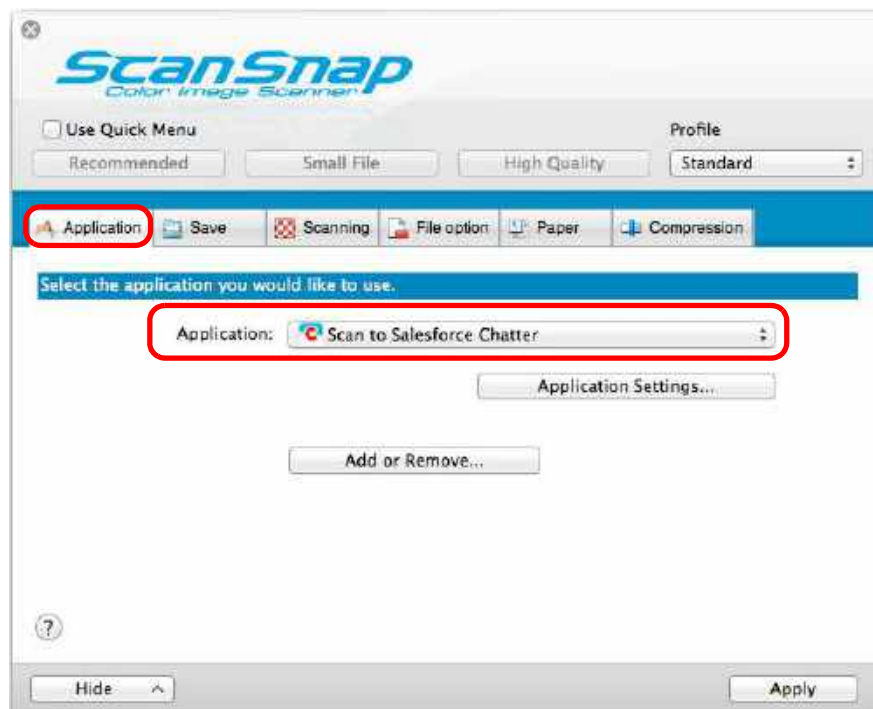 ScanSnap
Color Image Scanner
Use Quick Menu
Profile
Recommended Small File High Quality Standard
Application Save Scanning File option Paper Compression
Select the application you would like to use.
Application: Scan to Salesforce Chatter
Application Settings...
Add or Remove...
?
Hide Apply